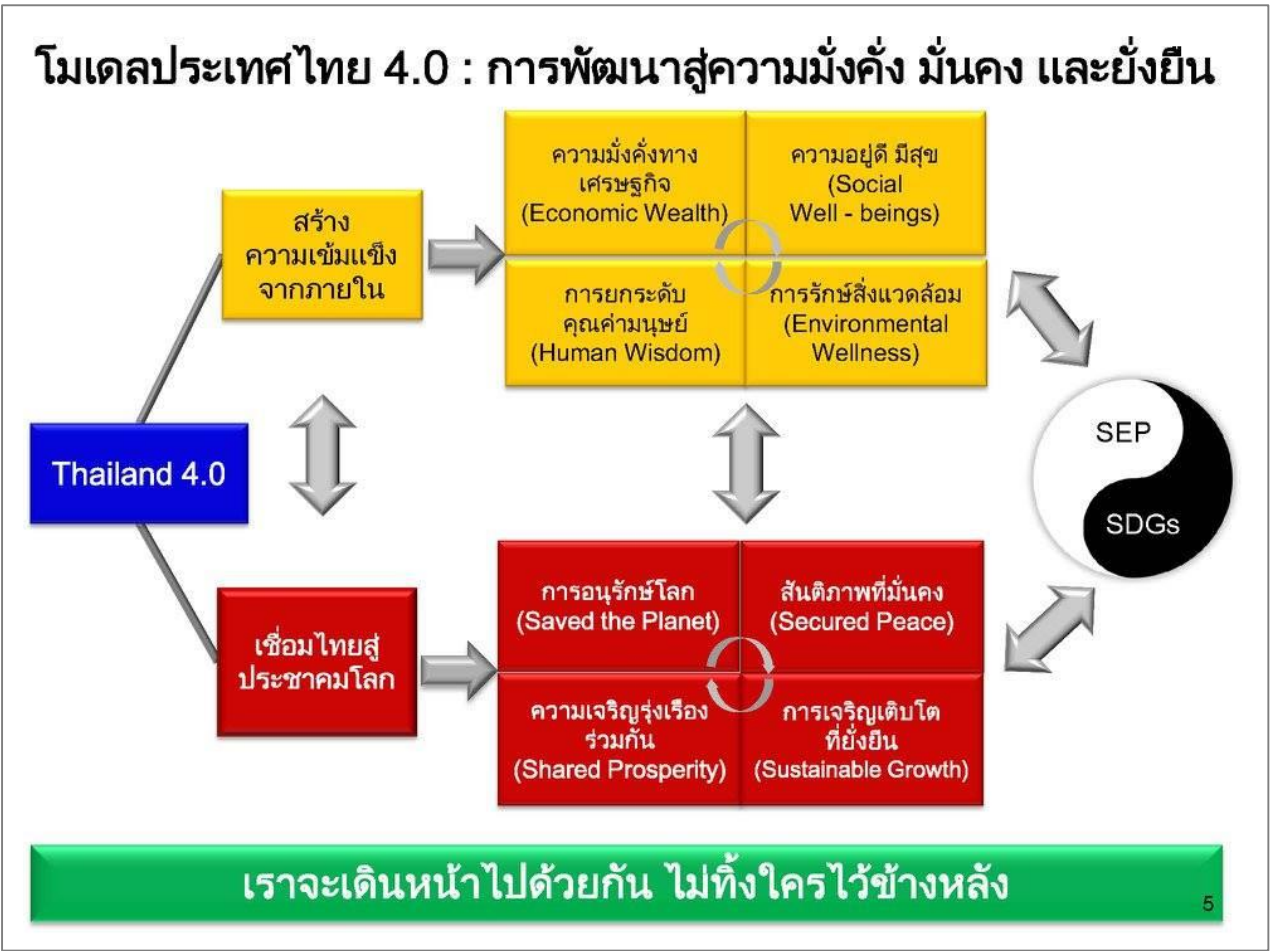 โมเดลประเทศไทย 4.0 : การพัฒนาสู่ความมั่งคั่ง มั่นคง และยั่งยืน
สร้าง
ความเข้มแข็ง
จากภายใน
ความมั่งคั่งทาง
เศรษฐกิจ
(Economic Wealth)
ความอยู่ดี มีสุข
(Social
Well - beings)
การยกระดับ
คุณค่ามนุษย์
(Human Wisdom)
การรักษ์สิ่งแวดล้อม
(Environmental
Wellness)
Thailand 4.0
SEP
SDGs
เชื่อมไทยสู่
ประชาคมโลก
การอนุรักษ์โลก
(Saved the Planet)
สันติภาพที่มั่นคง
(Secured Peace)
ความเจริญรุ่งเรือง
ร่วมกัน
(Shared Prosperity)
การเจริญเติบโต
ที่ยั่งยืน
(Sustainable Growth)
เราจะเดินหน้าไปด้วยกัน ไม่ทิ้งใครไว้ข้างหลัง
5